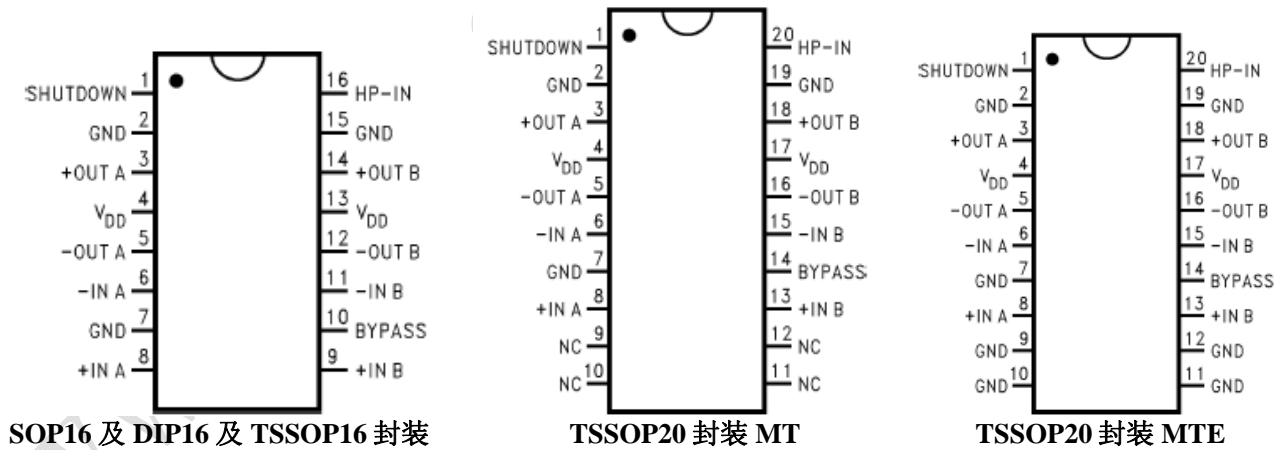 SHUTDOWN 1 16 HP-IN
GND 2 15 GND
+OUT A 3 14 +OUT B
VDD 4 13 VDD
-OUT A 5 12 -OUT B
-IN A 6 11 -IN B
GND 7 10 BYPASS
+IN A 8 9 +IN B
SOP16 及 DIP16 及 TSSOP16 封装
SHUTDOWN 1 20 HP-IN
GND 2 19 GND
+OUT A 3 18 +OUT B
VDD 4 17 VDD
-OUT A 5 16 -OUT B
-IN A 6 15 -IN B
GND 7 14 BYPASS
+IN A 8 13 +IN B
NC 9 12 NC
NC 10 11 NC
TSSOP20 封装 MT
SHUTDOWN 1 20 HP-IN
GND 2 19 GND
+OUT A 3 18 +OUT B
VDD 4 17 VDD
-OUT A 5 16 -OUT B
-IN A 6 15 -IN B
GND 7 14 BYPASS
+IN A 8 13 +IN B
GND 9 12 GND
GND 10 11 GND
TSSOP20 封装 MTE